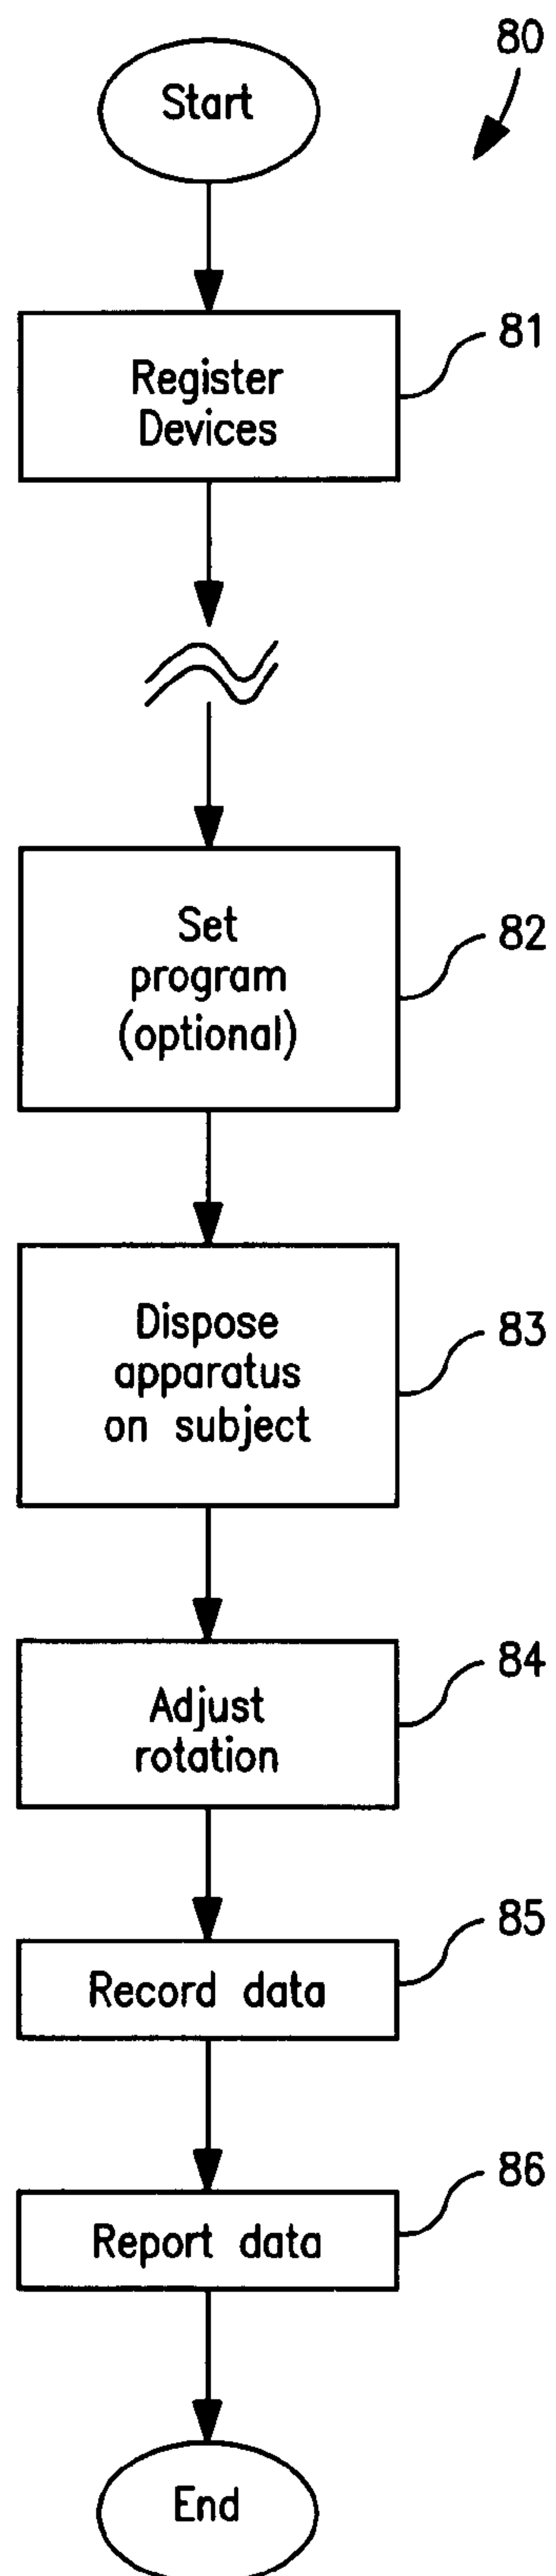 80
Start
81
Register
Devices
82
Set
program
(optional)
83
Dispose
apparatus
on subject
84
Adjust
rotation
85
Record data
86
Report data
End